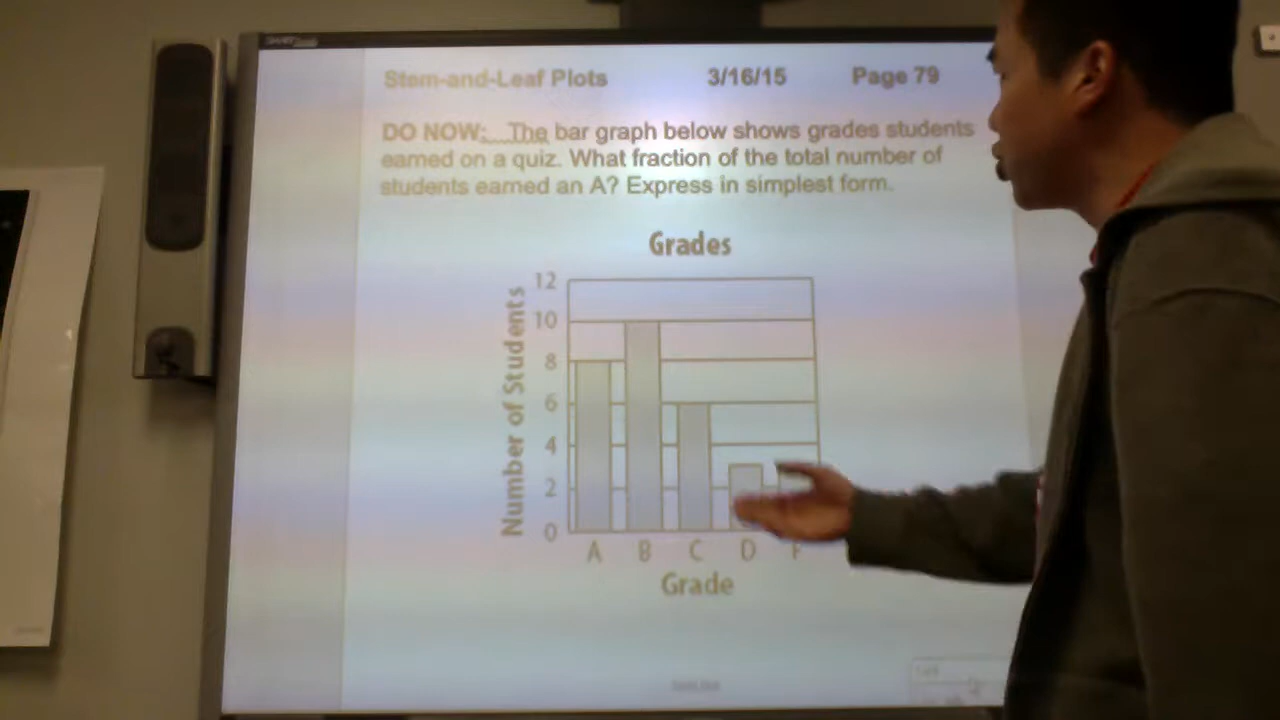 Stem-and-Leaf Plots 3/16/15 Page 79
DO NOW:....The bar graph below shows grades students
earned on a quiz. What fraction of the total number of
students earned an A? Express in simplest form.
Grades
12
10
8
6
4
2
0
Number of Students
A B C D F
Grade